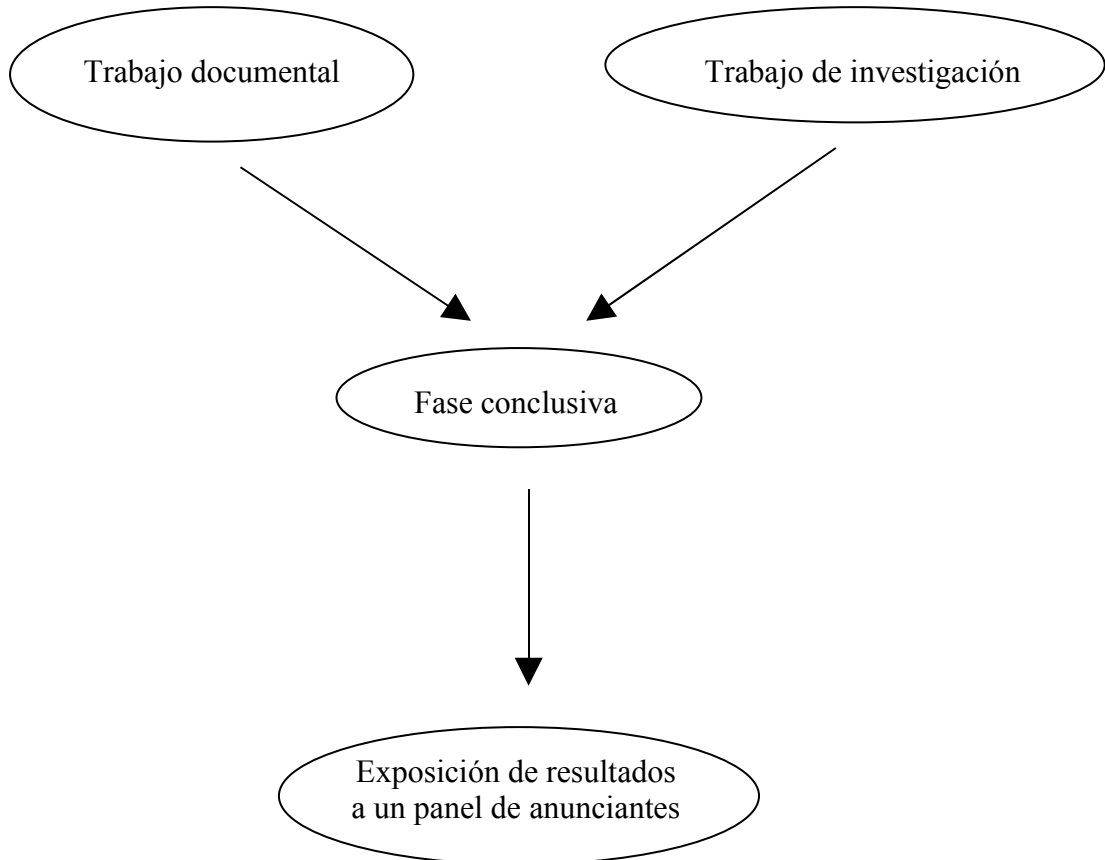 Trabajo documental
Trabajo de investigación
Fase conclusiva
Exposición de resultados
a un panel de anunciantes